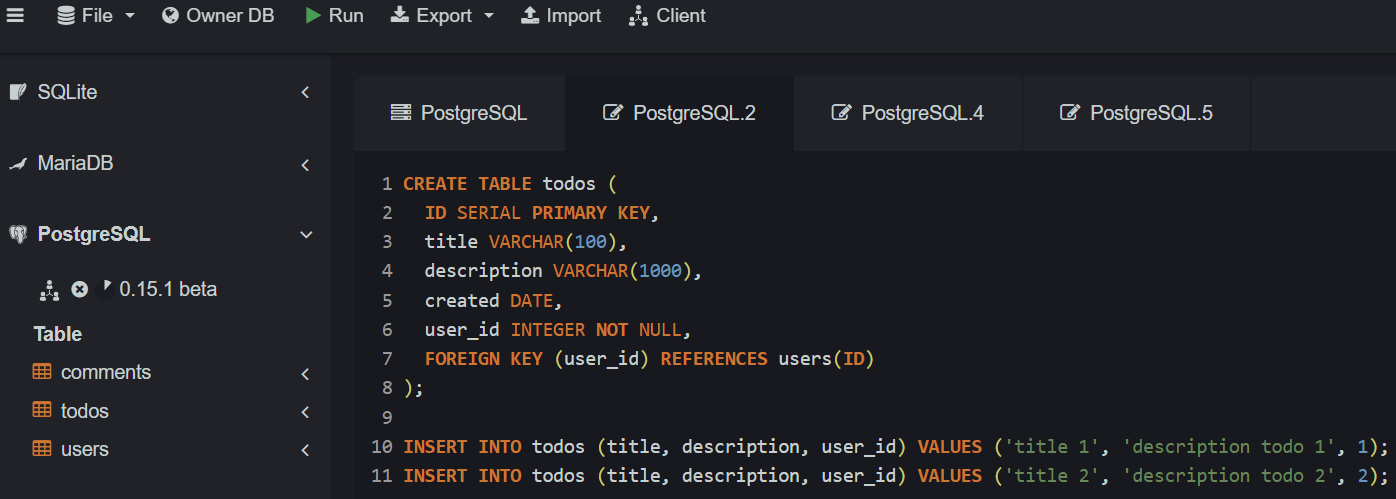 File Owner DB Run Export Import Client
SQLite
MariaDB
PostgreSQL
0.15.1 beta
Table
comments
todos
users
PostgreSQL PostgreSQL.2 PostgreSQL.4 PostgreSQL.5
1 CREATE TABLE todos (
2   ID SERIAL PRIMARY KEY,
3   title VARCHAR(100),
4   description VARCHAR(1000),
5   created DATE,
6   user_id INTEGER NOT NULL,
7   FOREIGN KEY (user_id) REFERENCES users(ID)
8 );
9
10 INSERT INTO todos (title, description, user_id) VALUES ('title 1', 'description todo 1', 1);
11 INSERT INTO todos (title, description, user_id) VALUES ('title 2', 'description todo 2', 2);